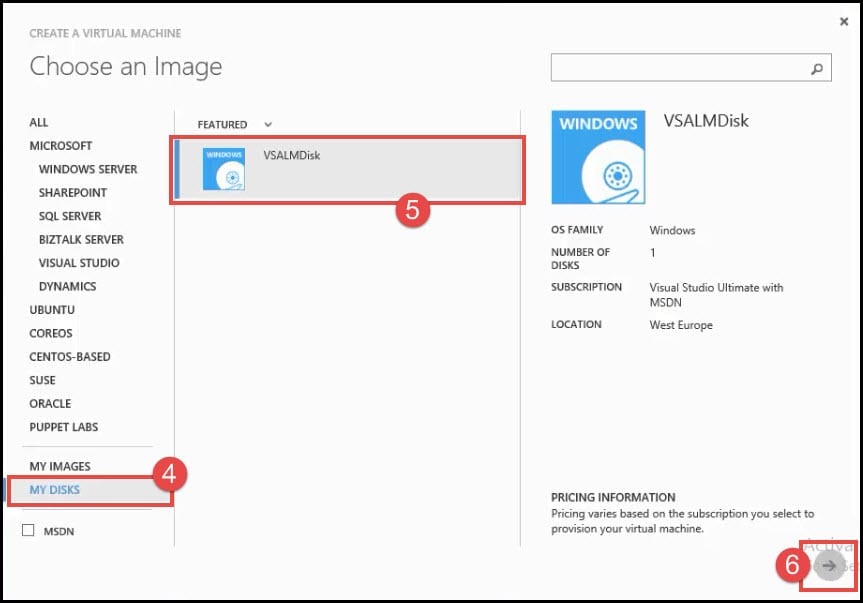 CREATE A VIRTUAL MACHINE
Choose an Image
ALL
MICROSOFT
WINDOWS SERVER
SHAREPOINT
SQL SERVER
BIZTALK SERVER
VISUAL STUDIO
DYNAMICS
UBUNTU
COREOS
CENTOS-BASED
SUSE
ORACLE
PUPPET LABS
MY IMAGES
MY DISKS
4
MSDN
FEATURED
WINDOWS
VSALMDisk
5
WINDOWS
VSALMDisk
OS FAMILY Windows
NUMBER OF 1
DISKS
SUBSCRIPTION Visual Studio Ultimate with
MSDN
LOCATION West Europe
PRICING INFORMATION
Pricing varies based on the subscription you select to
provision your virtual machine.
6